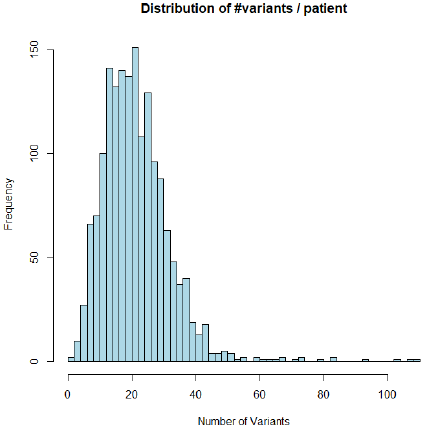 Distribution of #variants / patient
150
100
50
0
Frequency
0 20 40 60 80 100
Number of Variants